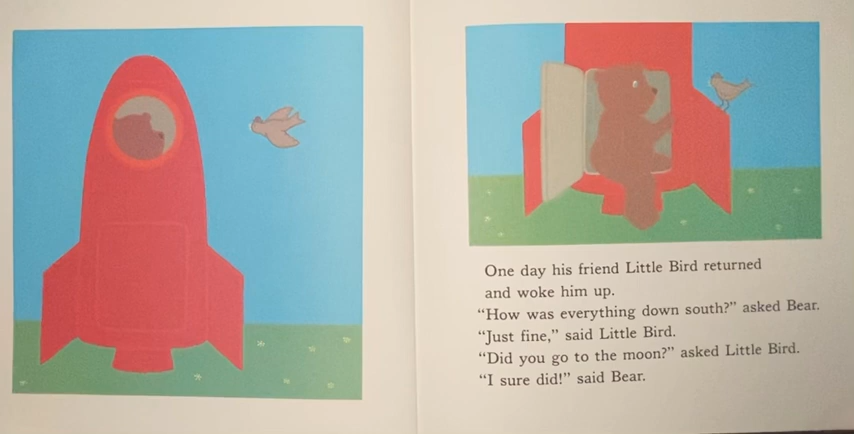 One day his friend Little Bird returned
and woke him up.
“How was everything down south?” asked Bear.
“Just fine,” said Little Bird.
“Did you go to the moon?” asked Little Bird.
“I sure did!” said Bear.